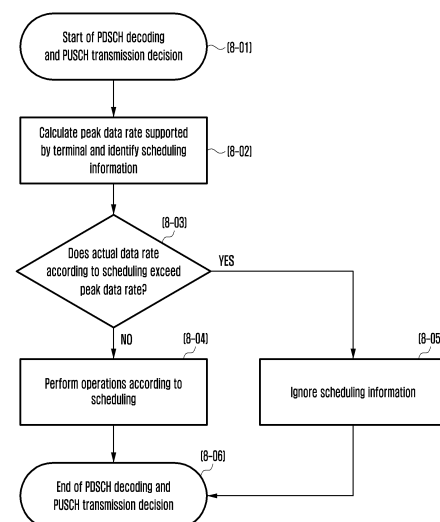 Start of PDSCH decoding
and PUSCH transmission decision
(8-01)
Calculate peak data rate supported
by terminal and identify scheduling
information
(8-02)
(8-03)
Does actual data rate
according to scheduling exceed
peak data rate?
YES
NO
(8-04)
Perform operations according to
scheduling
(8-05
Ignore scheduling information
(8-06)
End of PDSCH decoding and
PUSCH transmission decision